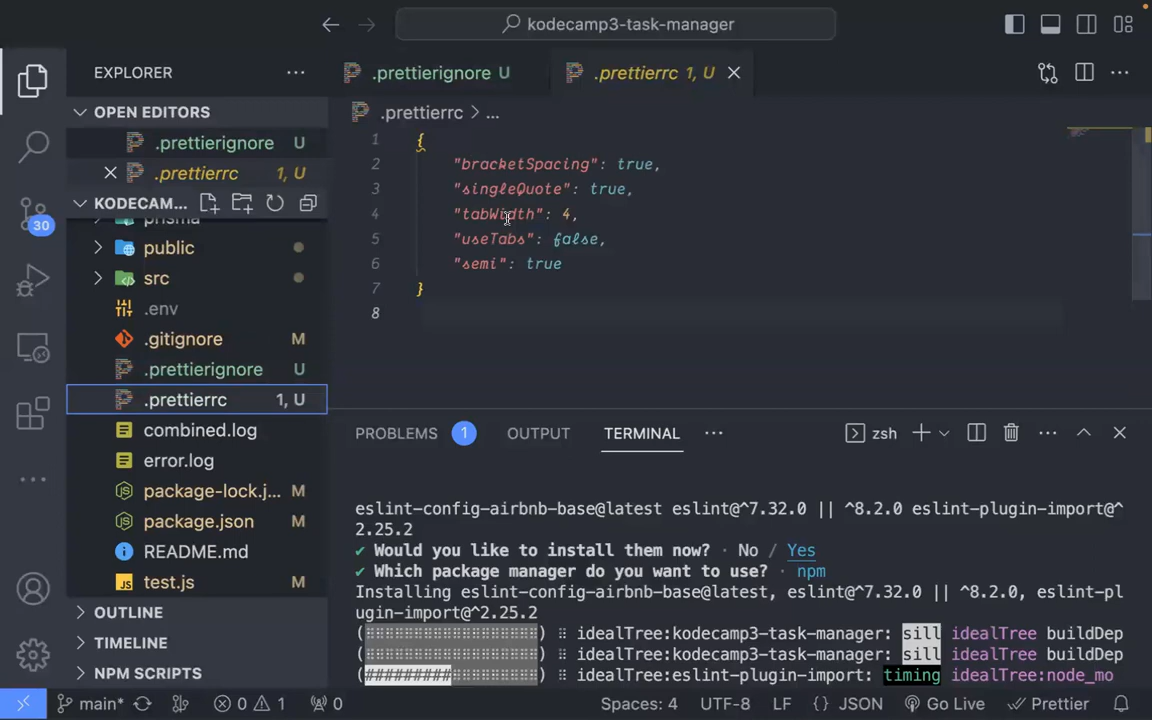 kodecamp3-task-manager
EXPLORER
.prettierignore U
.prettierrc 1, U
OPEN EDITORS
.prettierignore U
.prettierrc 1, U
KODECAM...
prisma
public
src
.env
.gitignore M
.prettierignore U
.prettierrc 1, U
combined.log
error.log
package-lock.j... M
package.json M
README.md
test.js M
OUTLINE
TIMELINE
NPM SCRIPTS
.prettierrc > ...
1 {
2 "bracketSpacing": true,
3 "singleQuote": true,
4 "tabWidth": 4,
5 "useTabs": false,
6 "semi": true
7 }
8
PROBLEMS 1 OUTPUT TERMINAL ... zsh
eslint-config-airbnb-base@latest eslint@^7.32.0 || ^8.2.0 eslint-plugin-import@^
2.25.2
✔ Would you like to install them now? · No / Yes
✔ Which package manager do you want to use? · npm
Installing eslint-config-airbnb-base@latest, eslint@^7.32.0 || ^8.2.0, eslint-pl
ugin-import@^2.25.2
(⠿⠿⠿⠿⠿⠿⠿⠿⠿⠿⠿⠿⠿⠿⠿⠿⠿⠿) ⠿ idealTree:kodecamp3-task-manager: sill idealTree buildDep
(⠿⠿⠿⠿⠿⠿⠿⠿⠿⠿⠿⠿⠿⠿⠿⠿⠿⠿) ⠿ idealTree:kodecamp3-task-manager: sill idealTree buildDep
(#########⠿⠿⠿⠿⠿⠿⠿⠿⠿) ⠿ idealTree:eslint-plugin-import: timing idealTree:node_mo
30
main* 0 1 0 Spaces: 4 UTF-8 LF {} JSON Go Live Prettier